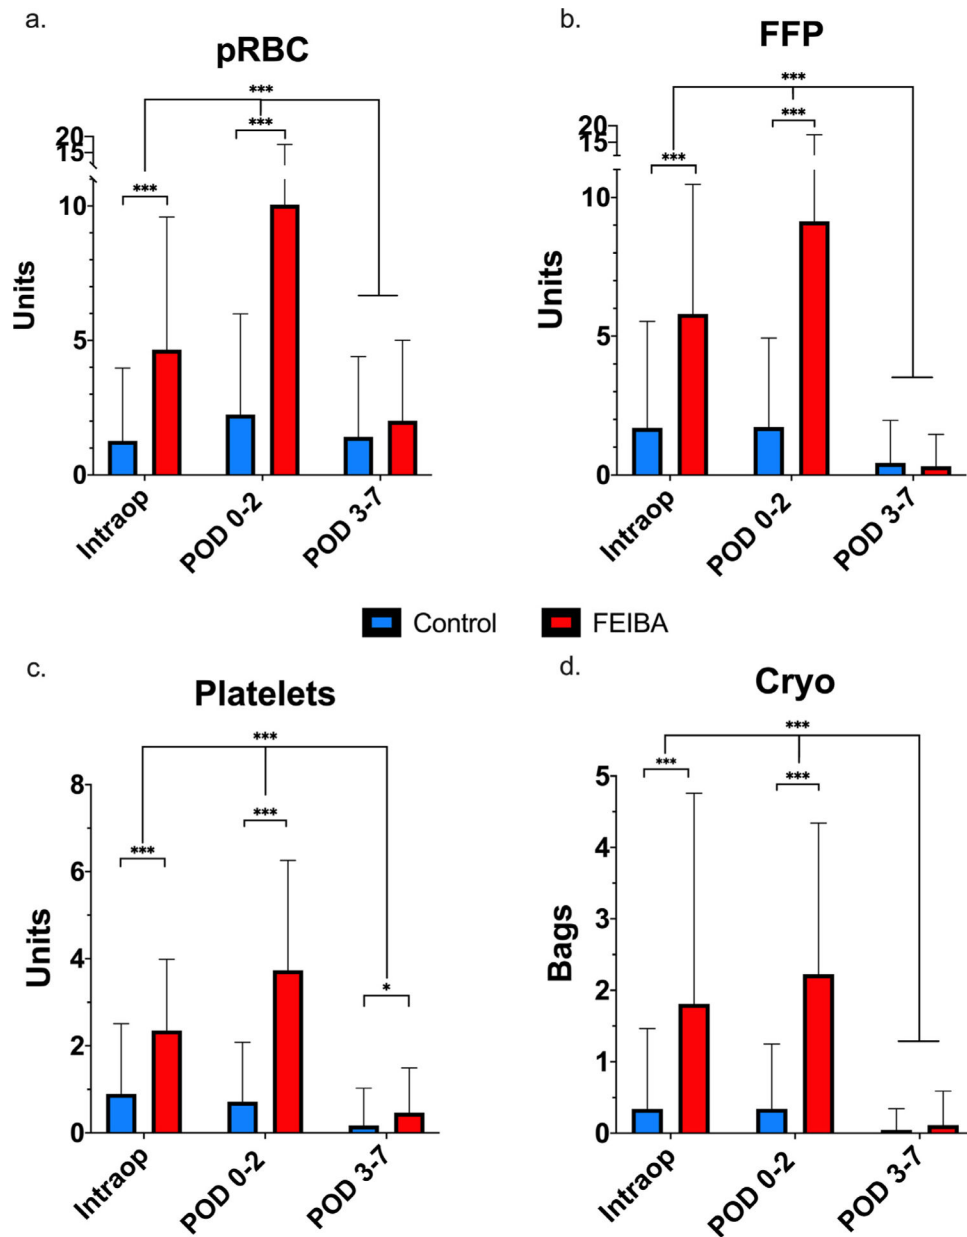 a.
pRBC
***
***
***
20
15
10
5
0
Units
Intraop
POD 0-2
POD 3-7
b.
FFP
***
***
***
20
15
10
5
0
Units
Intraop
POD 0-2
POD 3-7
Control
FEIBA
c.
Platelets
***
***
***
*
8
6
4
2
0
Units
Intraop
POD 0-2
POD 3-7
d.
Cryo
***
***
***
5
4
3
2
1
0
Bags
Intraop
POD 0-2
POD 3-7